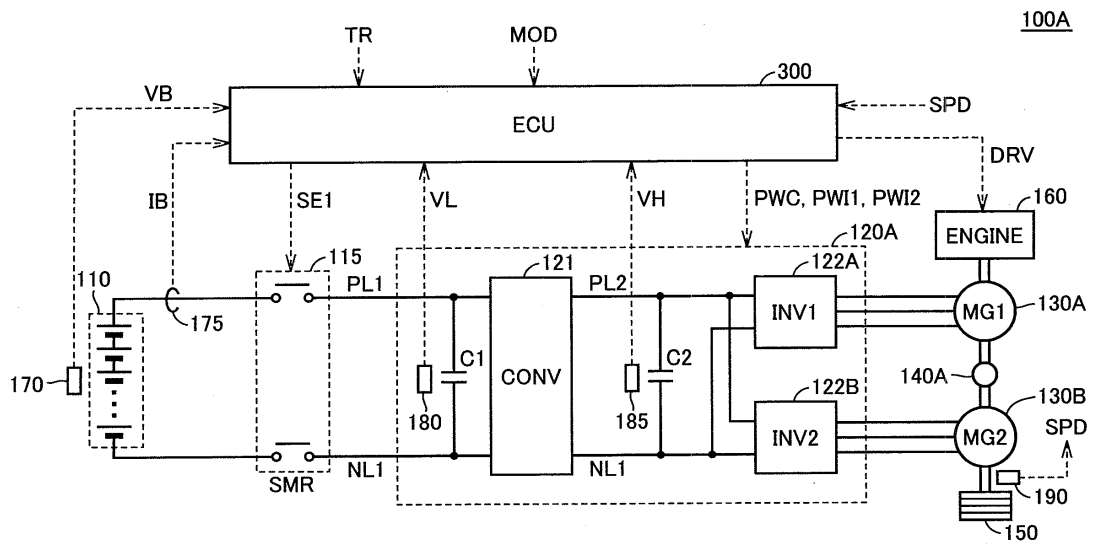 100A
TR
MOD
300
VB
ECU
SPD
DRV
IB
SE1
VL
VH
PWC, PWI1, PWI2
160
ENGINE
120A
110
115
PL1
121
PL2
122A
INV1
MG1
130A
175
C1
CONV
C2
170
180
185
140A
122B
INV2
130B
MG2
SPD
NL1
NL1
SMR
190
150